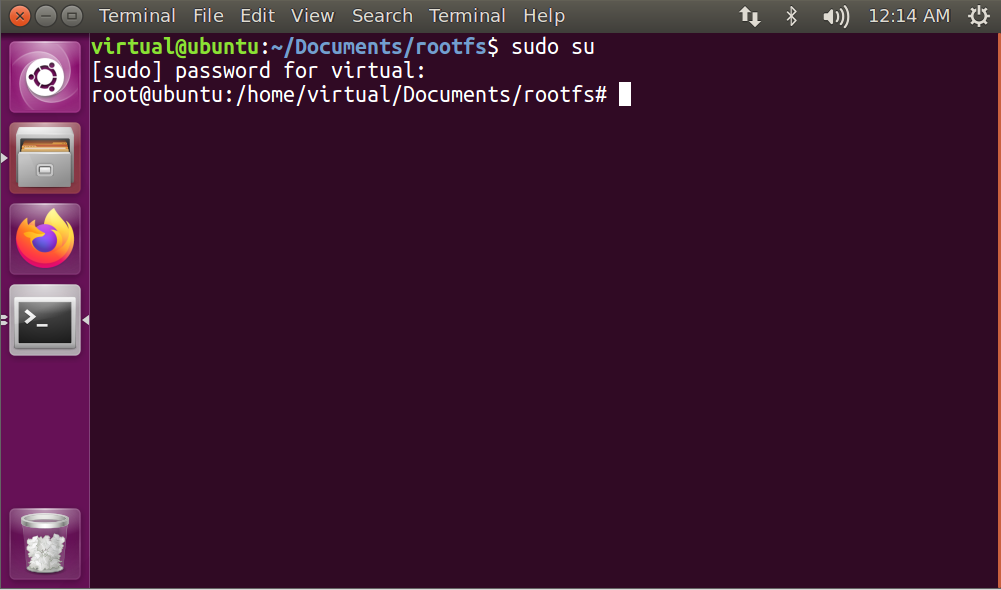 Terminal File Edit View Search Terminal Help 12:14 AM
virtual@ubuntu:~/Documents/rootfs$ sudo su
[sudo] password for virtual:
root@ubuntu:/home/virtual/Documents/rootfs#
>_